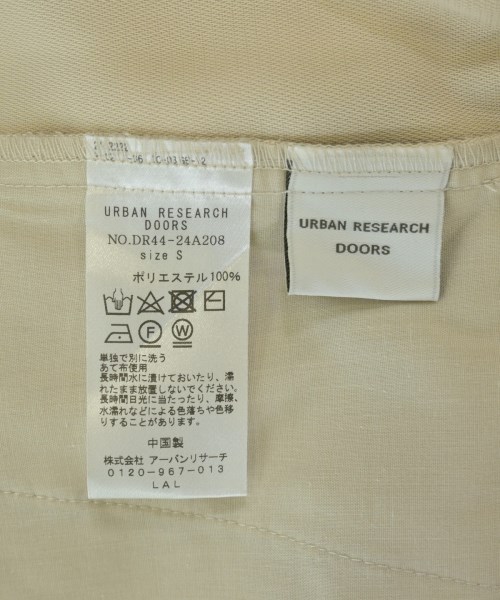 URBAN RESEARCH
DOORS
NO.DR44-24A208
size S
ポリエステル100%
F
W
単独で別に洗う
あて布使用
長時間水に漬けておいたり、濡
れたまま放置しないでください。
長時間日光に当たったり、摩擦、
水濡れなどによる色落ちや色移
りすることがあります。
中国製
株式会社 アーバンリサーチ
0120-967-013
LAL
URBAN RESEARCH
DOORS